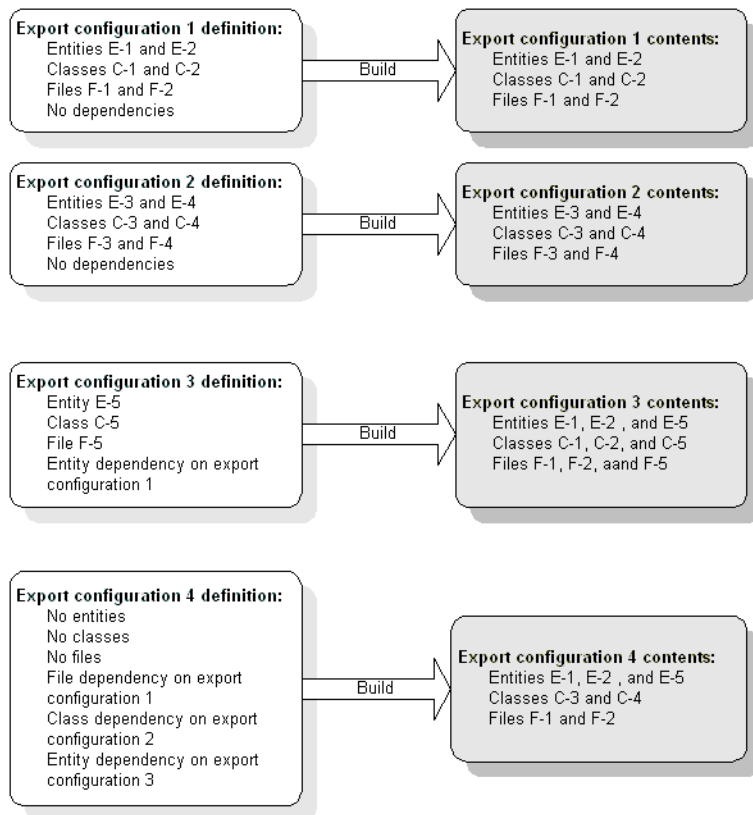 Export configuration 1 definition:
Entities E-1 and E-2
Classes C-1 and C-2
Files F-1 and F-2
No dependencies
Build
Export configuration 1 contents:
Entities E-1 and E-2
Classes C-1 and C-2
Files F-1 and F-2
Export configuration 2 definition:
Entities E-3 and E-4
Classes C-3 and C-4
Files F-3 and F-4
No dependencies
Build
Export configuration 2 contents:
Entities E-3 and E-4
Classes C-3 and C-4
Files F-3 and F-4
Export configuration 3 definition:
Entity E-5
Class C-5
File F-5
Entity dependency on export
configuration 1
Build
Export configuration 3 contents:
Entities E-1, E-2 , and E-5
Classes C-1, C-2, and C-5
Files F-1, F-2, aand F-5
Export configuration 4 definition:
No entities
No classes
No files
File dependency on export
configuration 1
Class dependency on export
configuration 2
Entity dependency on export
configuration 3
Build
Export configuration 4 contents:
Entities E-1, E-2 , and E-5
Classes C-3 and C-4
Files F-1 and F-2